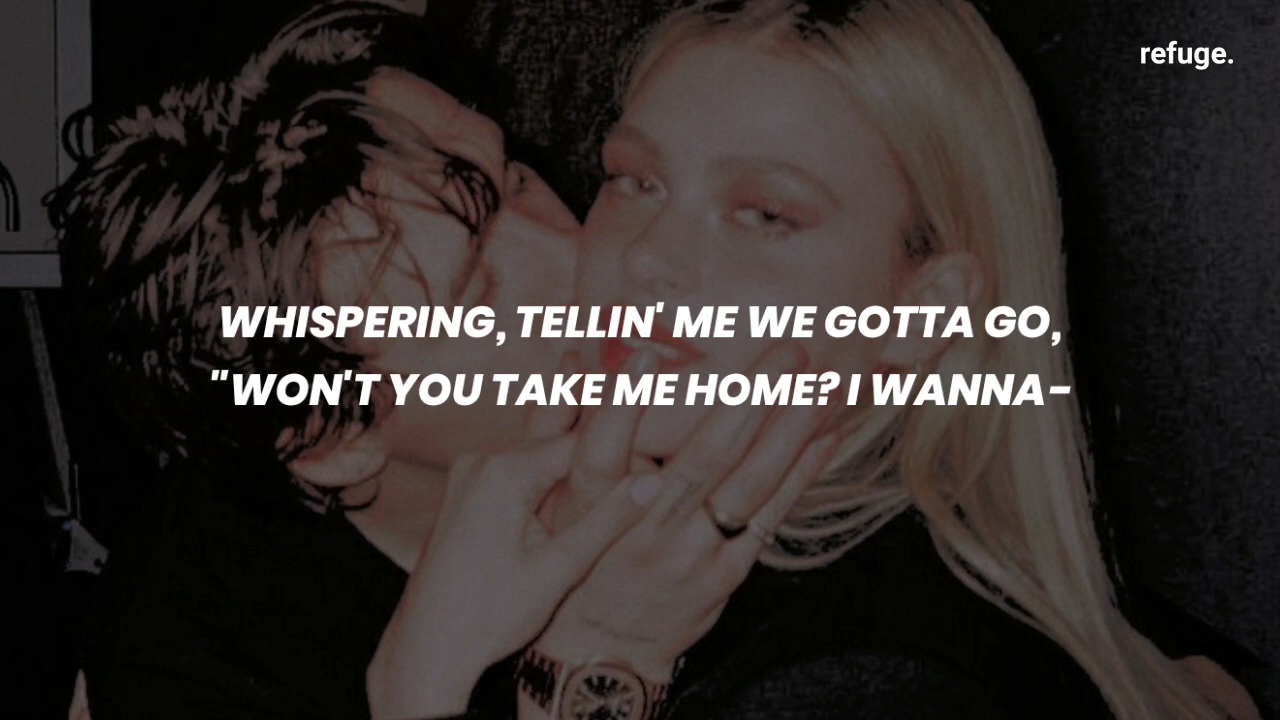 refuge.
WHISPERING, TELLIN' ME WE GOTTA GO,
"WON'T YOU TAKE ME HOME? I WANNA-